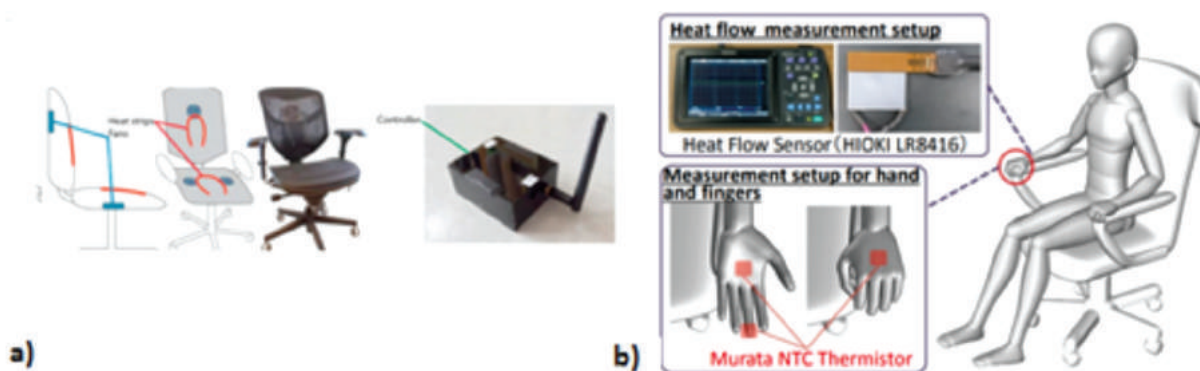 Heat strips
Fans
Controller
a)
Heat flow measurement setup
Heat Flow Sensor(HIOKI LR8416)
Measurement setup for hand
and fingers
Murata NTC Thermistor
b)